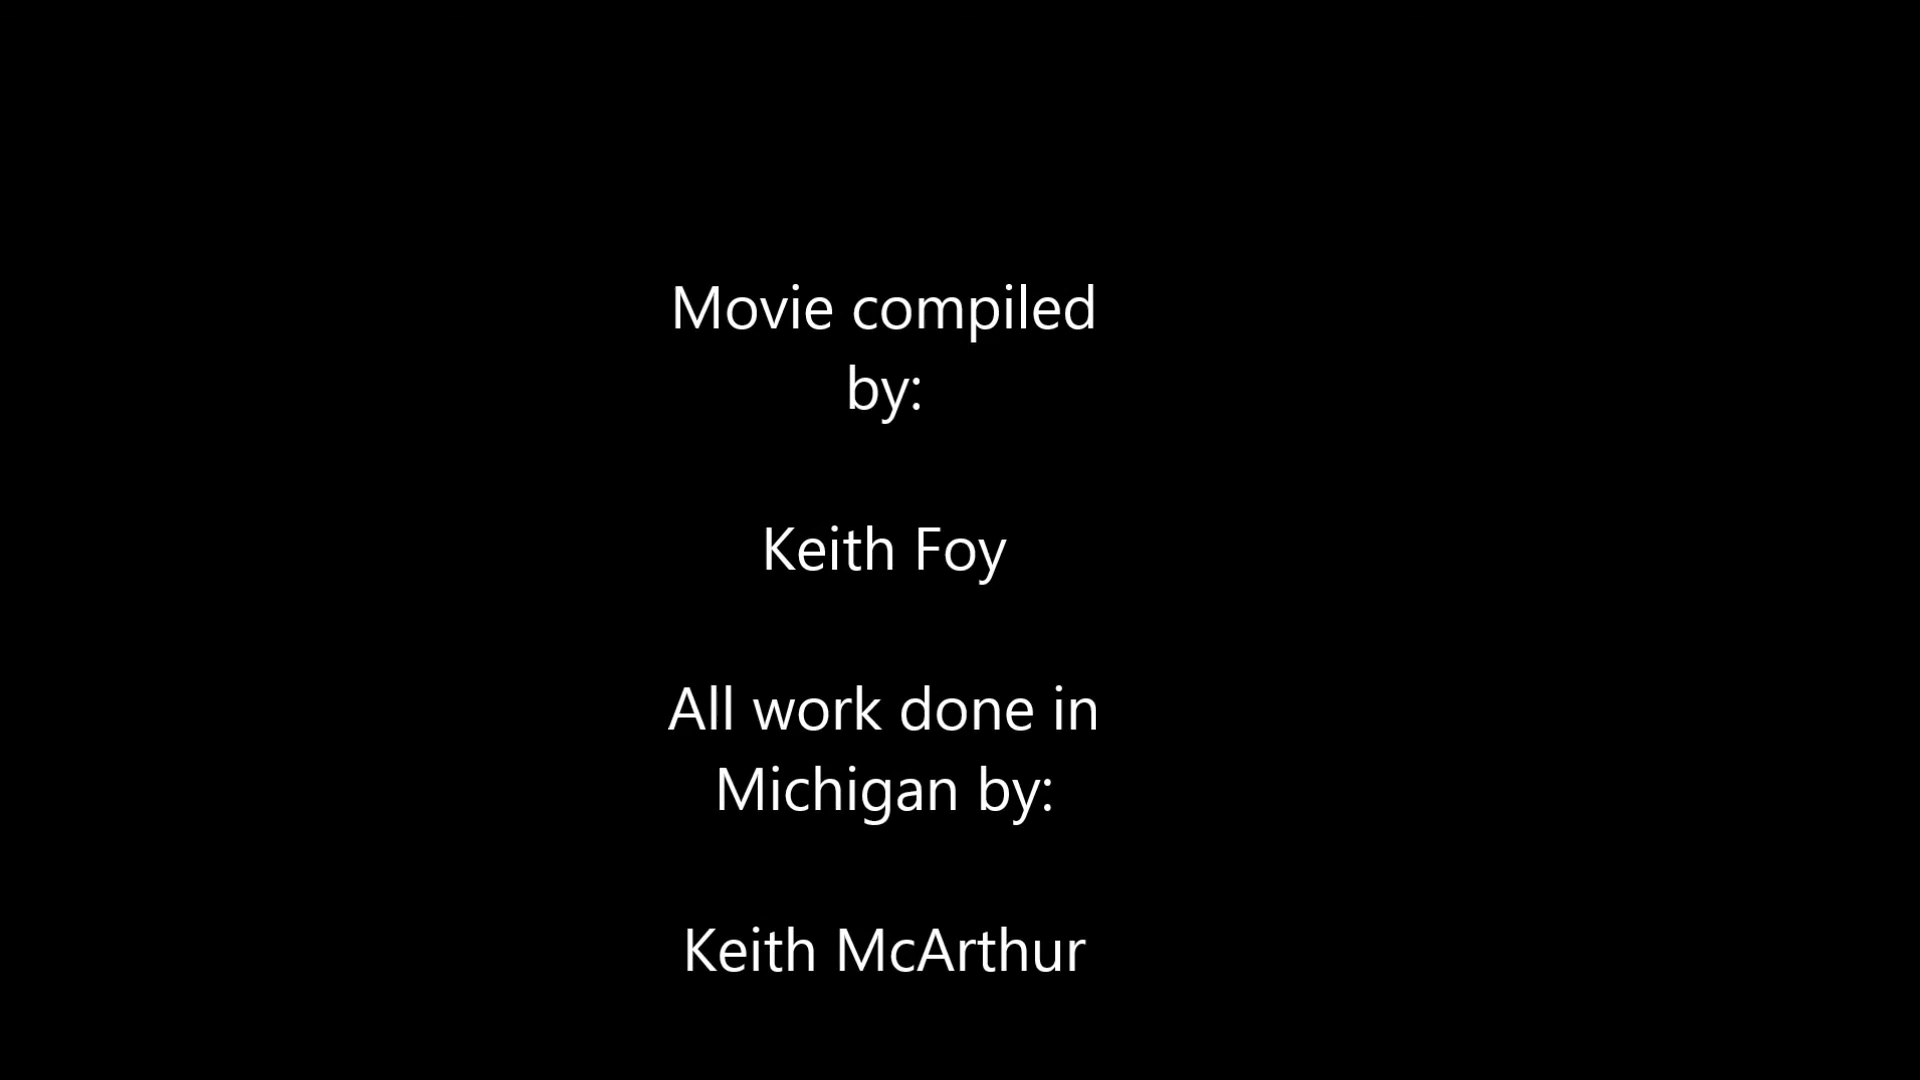 Movie compiled
by:
Keith Foy
All work done in
Michigan by:
Keith McArthur